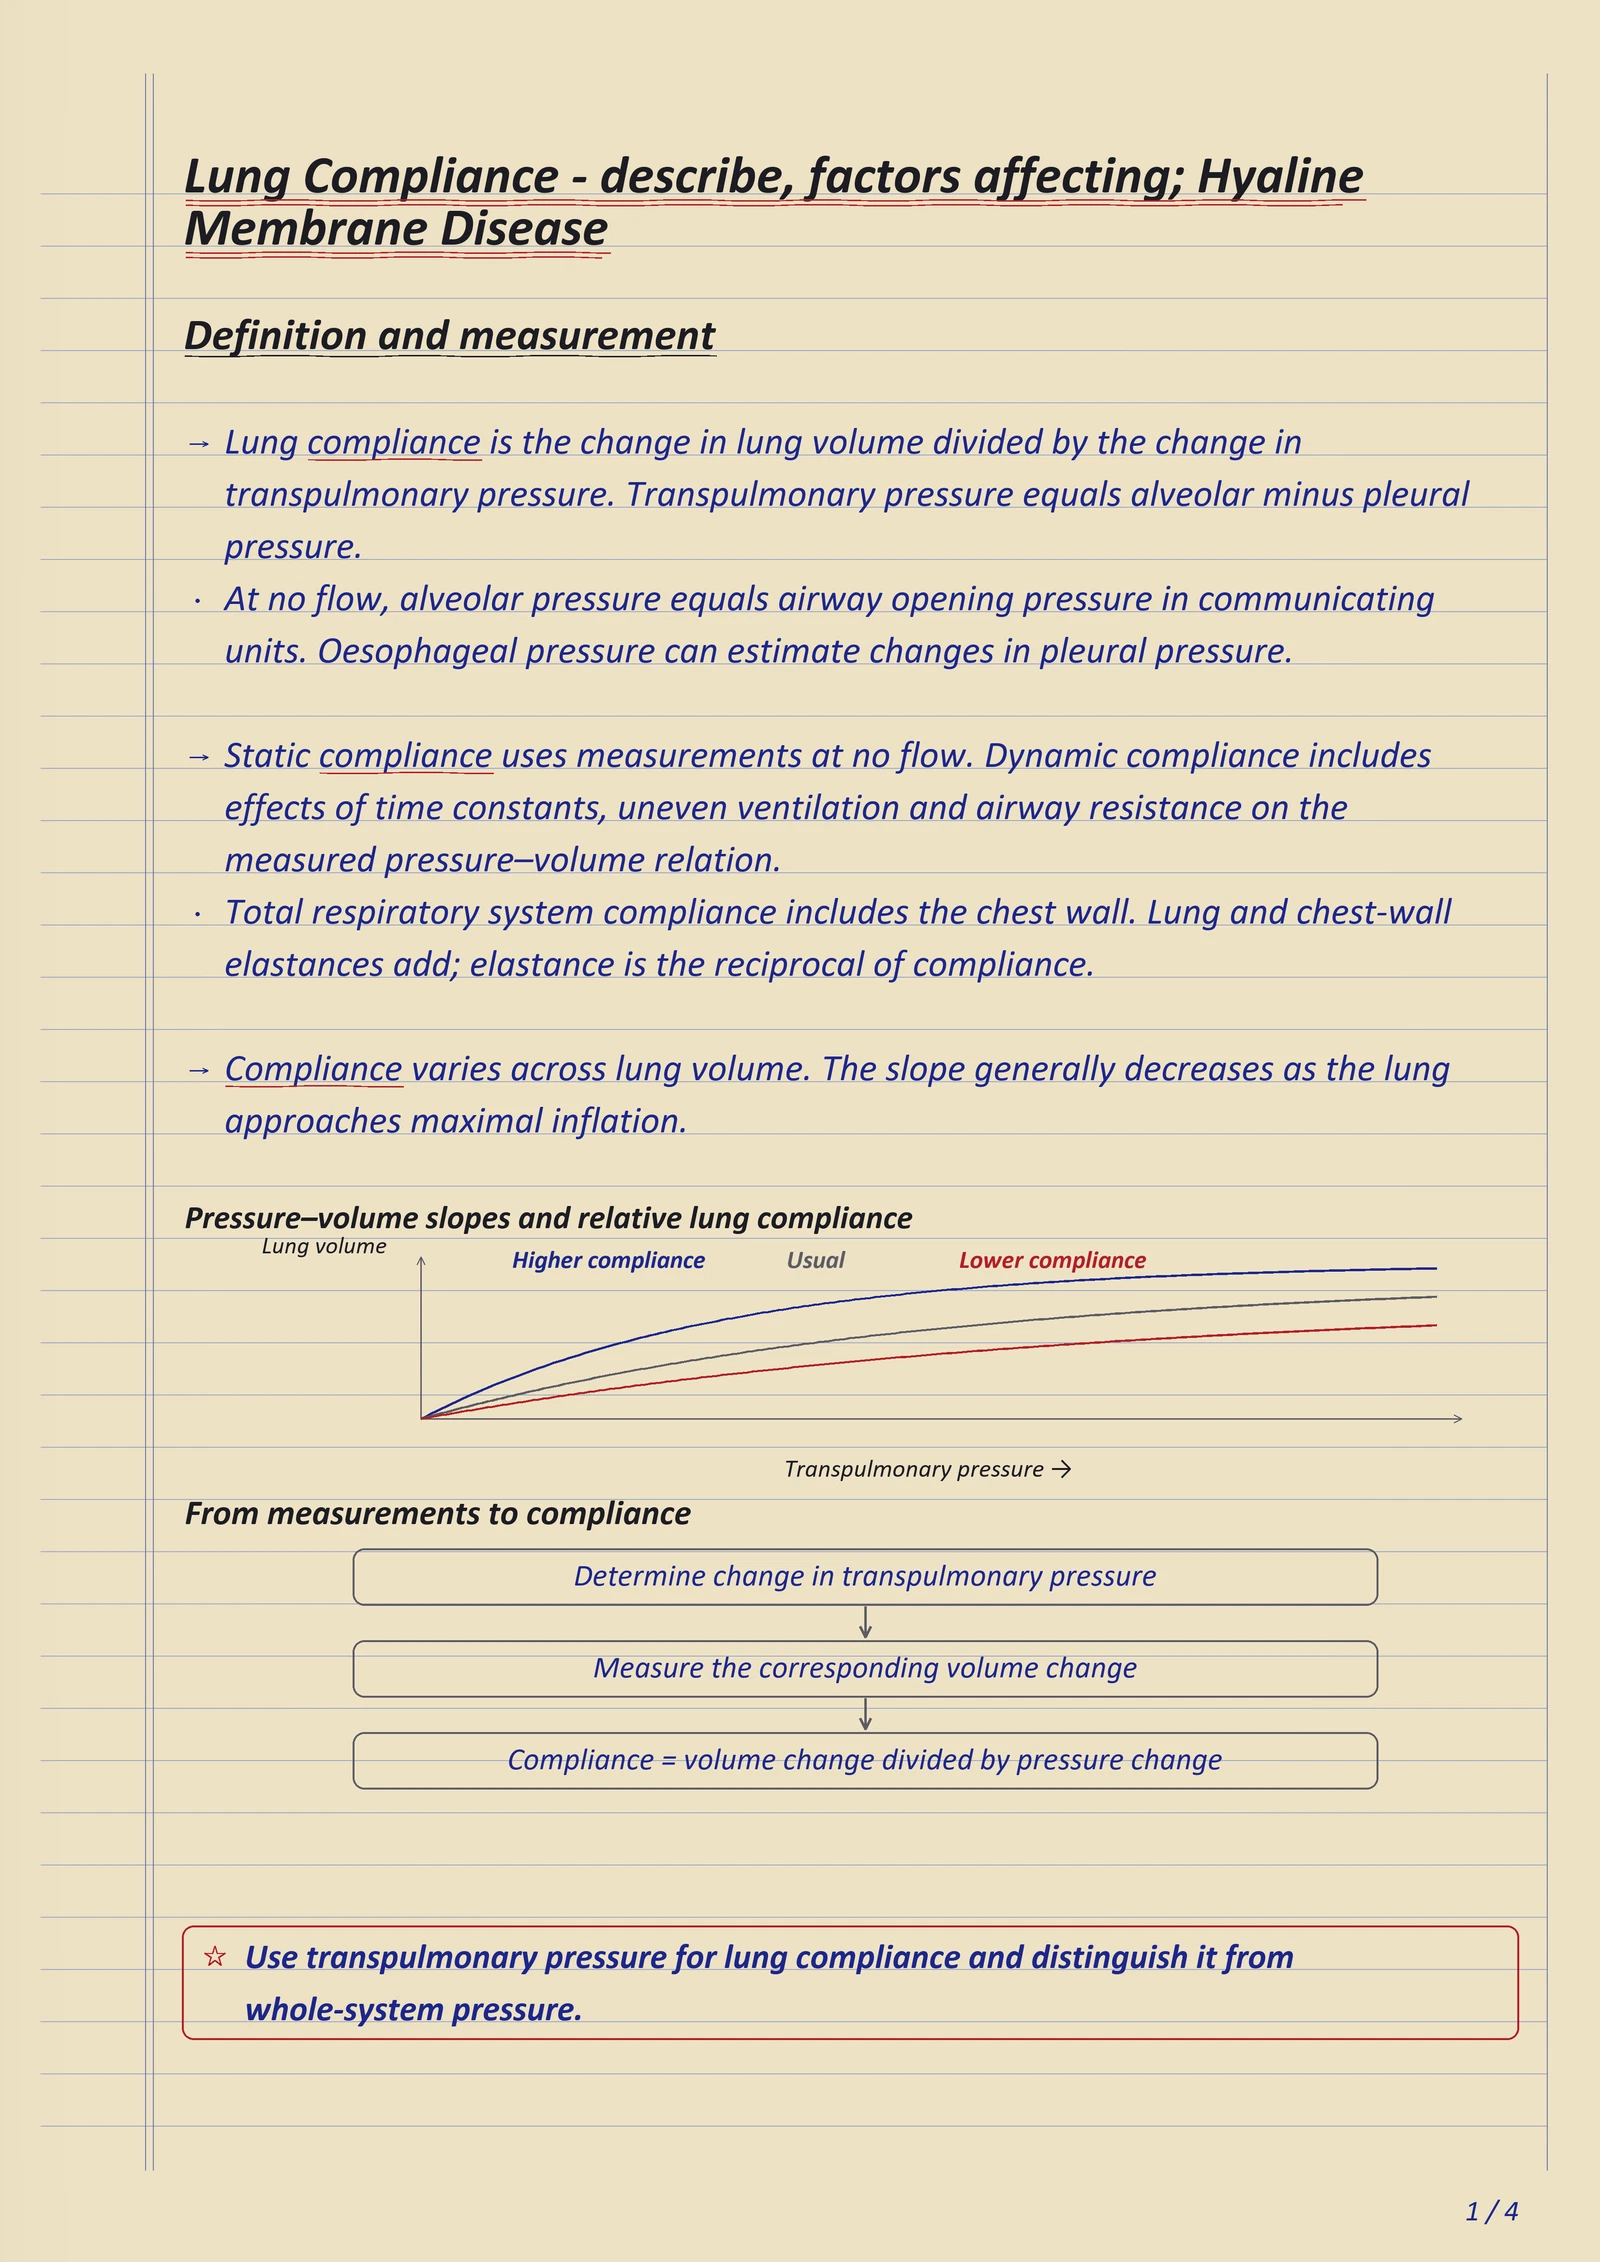 Lung Compliance - describe, factors affecting; Hyaline
Membrane Disease
Definition and measurement
→ Lung compliance is the change in lung volume divided by the change in
transpulmonary pressure. Transpulmonary pressure equals alveolar minus pleural
pressure.
· At no flow, alveolar pressure equals airway opening pressure in communicating
units. Oesophageal pressure can estimate changes in pleural pressure.
→ Static compliance uses measurements at no flow. Dynamic compliance includes
effects of time constants, uneven ventilation and airway resistance on the
measured pressure–volume relation.
· Total respiratory system compliance includes the chest wall. Lung and chest-wall
elastances add; elastance is the reciprocal of compliance.
→ Compliance varies across lung volume. The slope generally decreases as the lung
approaches maximal inflation.
Pressure–volume slopes and relative lung compliance
Lung volume
Higher compliance Usual Lower compliance
Transpulmonary pressure →
From measurements to compliance
Determine change in transpulmonary pressure
Measure the corresponding volume change
Compliance = volume change divided by pressure change
☆ Use transpulmonary pressure for lung compliance and distinguish it from
whole-system pressure.
1 / 4